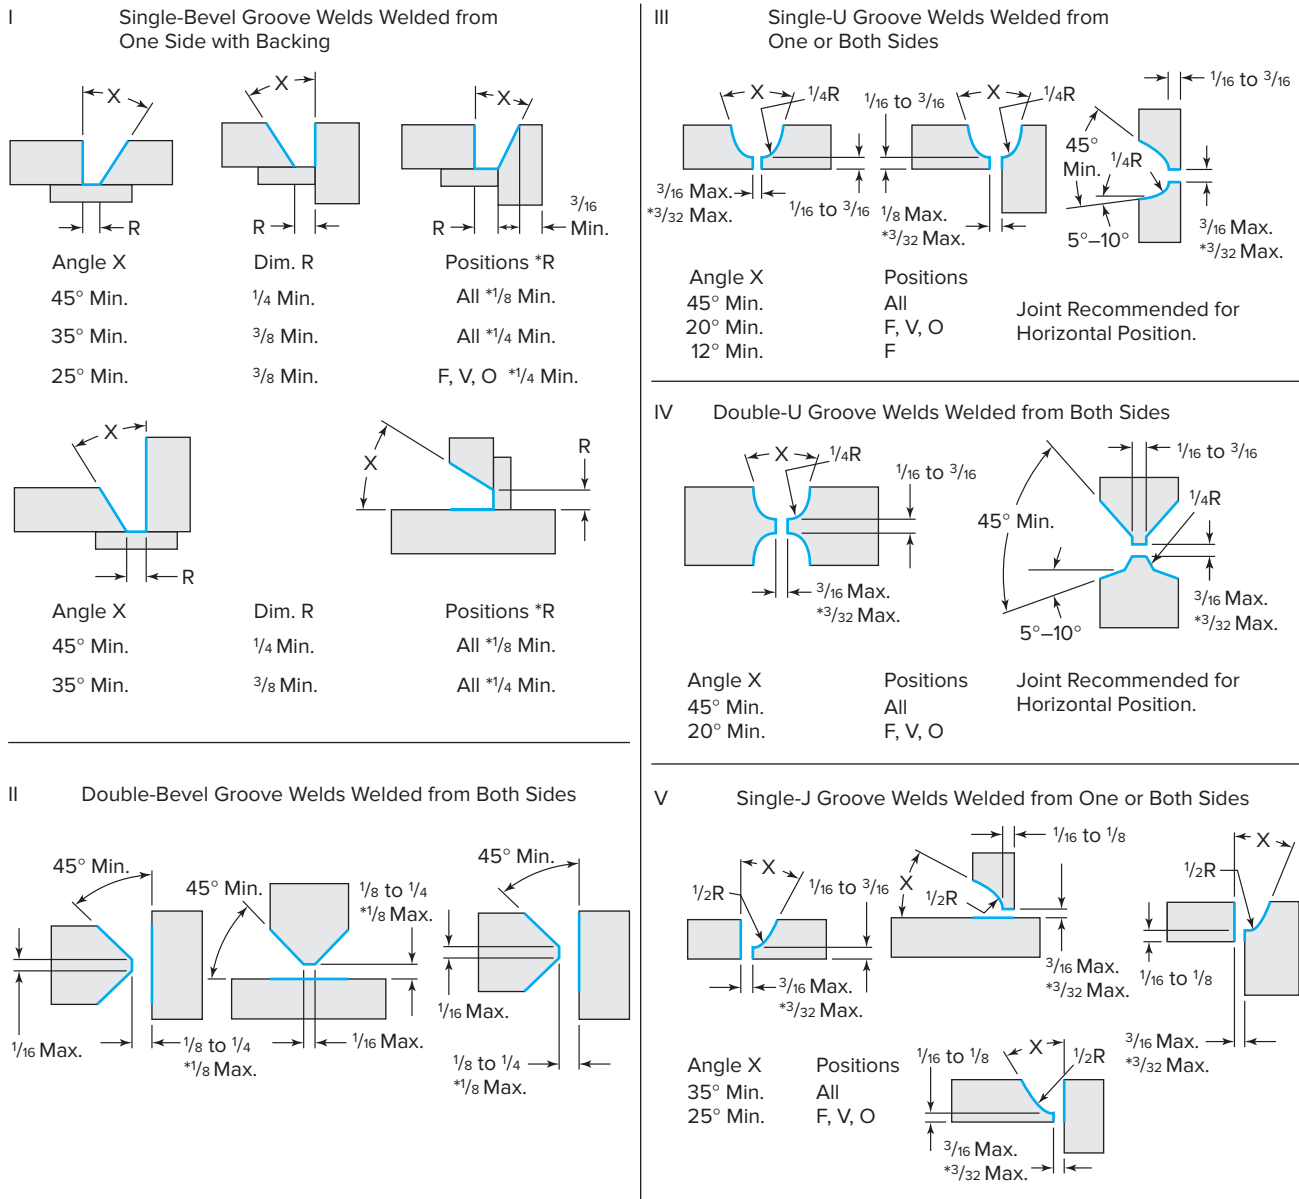 I Single-Bevel Groove Welds Welded from
One Side with Backing
X
X
X
R
R
R
3/16
Min.
Angle X Dim. R Positions *R
45° Min. 1/4 Min. All *1/8 Min.
35° Min. 3/8 Min. All *1/4 Min.
25° Min. 3/8 Min. F, V, O *1/4 Min.
X
R
X
R
Angle X Dim. R Positions *R
45° Min. 1/4 Min. All *1/8 Min.
35° Min. 3/8 Min. All *1/4 Min.
II Double-Bevel Groove Welds Welded from Both Sides
45° Min.
1/16 Max.
1/8 to 1/4
*1/8 Max.
45° Min.
1/8 to 1/4
*1/8 Max.
1/16 Max.
45° Min.
1/16 Max.
1/8 to 1/4
*1/8 Max.
III Single-U Groove Welds Welded from
One or Both Sides
X
1/4R
3/16 Max.
*3/32 Max.
1/16 to 3/16
1/16 to 3/16
X
1/4R
1/8 Max.
*3/32 Max.
1/16 to 3/16
45°
Min.
1/4R
5°–10°
3/16 Max.
*3/32 Max.
Angle X Positions
45° Min. All
20° Min. F, V, O
12° Min. F
Joint Recommended for
Horizontal Position.
IV Double-U Groove Welds Welded from Both Sides
X
1/4R
1/16 to 3/16
3/16 Max.
*3/32 Max.
1/16 to 3/16
1/4R
45° Min.
5°–10°
3/16 Max.
*3/32 Max.
Angle X Positions
45° Min. All
20° Min. F, V, O
Joint Recommended for
Horizontal Position.
V Single-J Groove Welds Welded from One or Both Sides
X
1/2R
1/16 to 3/16
3/16 Max.
*3/32 Max.
1/16 to 1/8
X
1/2R
3/16 Max.
*3/32 Max.
X
1/2R
1/16 to 1/8
3/16 Max.
*3/32 Max.
Angle X Positions
35° Min. All
25° Min. F, V, O
1/16 to 1/8
X
1/2R
3/16 Max.
*3/32 Max.